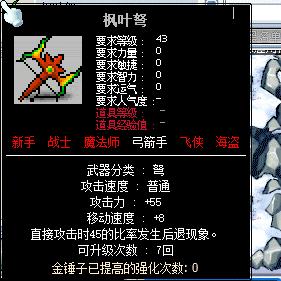 枫叶弩
要求等级 : 43
要求力量 : -
要求敏捷 : -
要求智力 : -
要求运气 : -
要求人气度 : -
道具等级 : -
道具经验值 : -
新手 战士 魔法师 弓箭手 飞侠 海盗
武器分类 : 弩
攻击速度 : 普通
攻击力 : +55
移动速度 : +8
直接攻击时45的比率发生后退现象。
可升级次数 : 7回
金锤子已提高的强化次数: 0